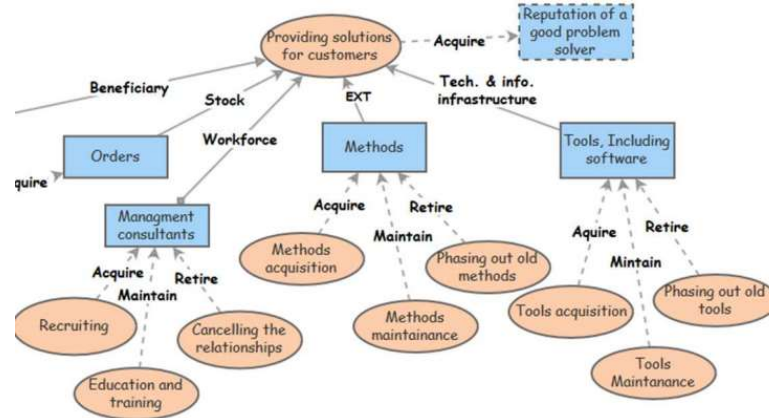 Reputation of a
good problem
solver
Providing solutions
for customers
Acquire
Beneficiary
Stock
Workforce
EXT
Tech. & info.
infrastructure
Orders
Methods
Tools, Including
software
quire
Managment
consultants
Acquire
Maintain
Retire
Acquire
Maintain
Retire
Aquire
Mintain
Retire
Recruiting
Education and
training
Cancelling the
relationships
Methods
acquisition
Methods
maintainance
Phasing out old
methods
Tools acquisition
Tools
Maintanance
Phasing out old
tools